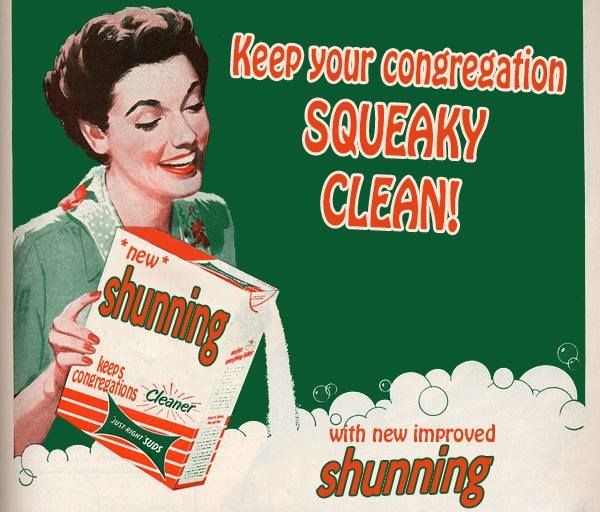 Keep your congregation
SQUEAKY
CLEAN!
*new*
shunning
keeps
congregations Cleaner
JUST-RIGHT SUDS
with new improved
shunning